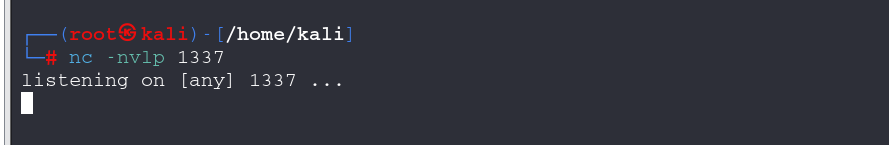 ┌──(root㉿kali)-[/home/kali]
└─# nc -nvlp 1337
listening on [any] 1337 ...